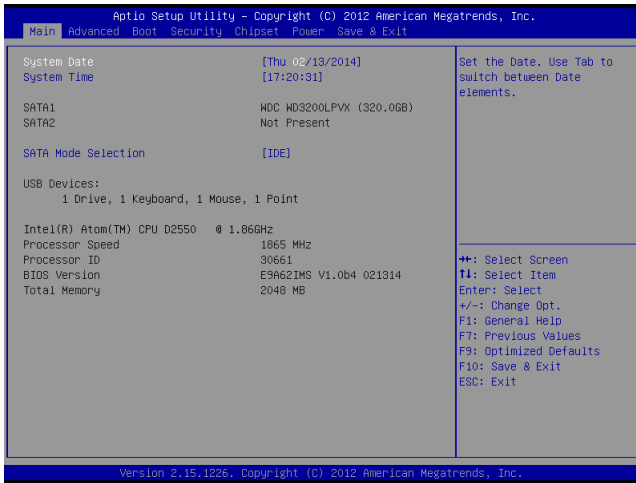 Aptio Setup Utility – Copyright (C) 2012 American Megatrends, Inc.
Main Advanced Boot Security Chipset Power Save & Exit
System Date [Thu 02/13/2014]
System Time [17:20:31]
SATA1 WDC WD3200LPVX (320.0GB)
SATA2 Not Present
SATA Mode Selection [IDE]
USB Devices:
1 Drive, 1 Keyboard, 1 Mouse, 1 Point
Intel(R) Atom(TM) CPU D2550 @ 1.86GHz
Processor Speed 1865 MHz
Processor ID 30661
BIOS Version E9A62IMS V1.0b4 021314
Total Memory 2048 MB
Set the Date. Use Tab to
switch between Date
elements.
→←: Select Screen
↑↓: Select Item
Enter: Select
+/-: Change Opt.
F1: General Help
F7: Previous Values
F9: Optimized Defaults
F10: Save & Exit
ESC: Exit
Version 2.15.1226. Copyright (C) 2012 American Megatrends, Inc.